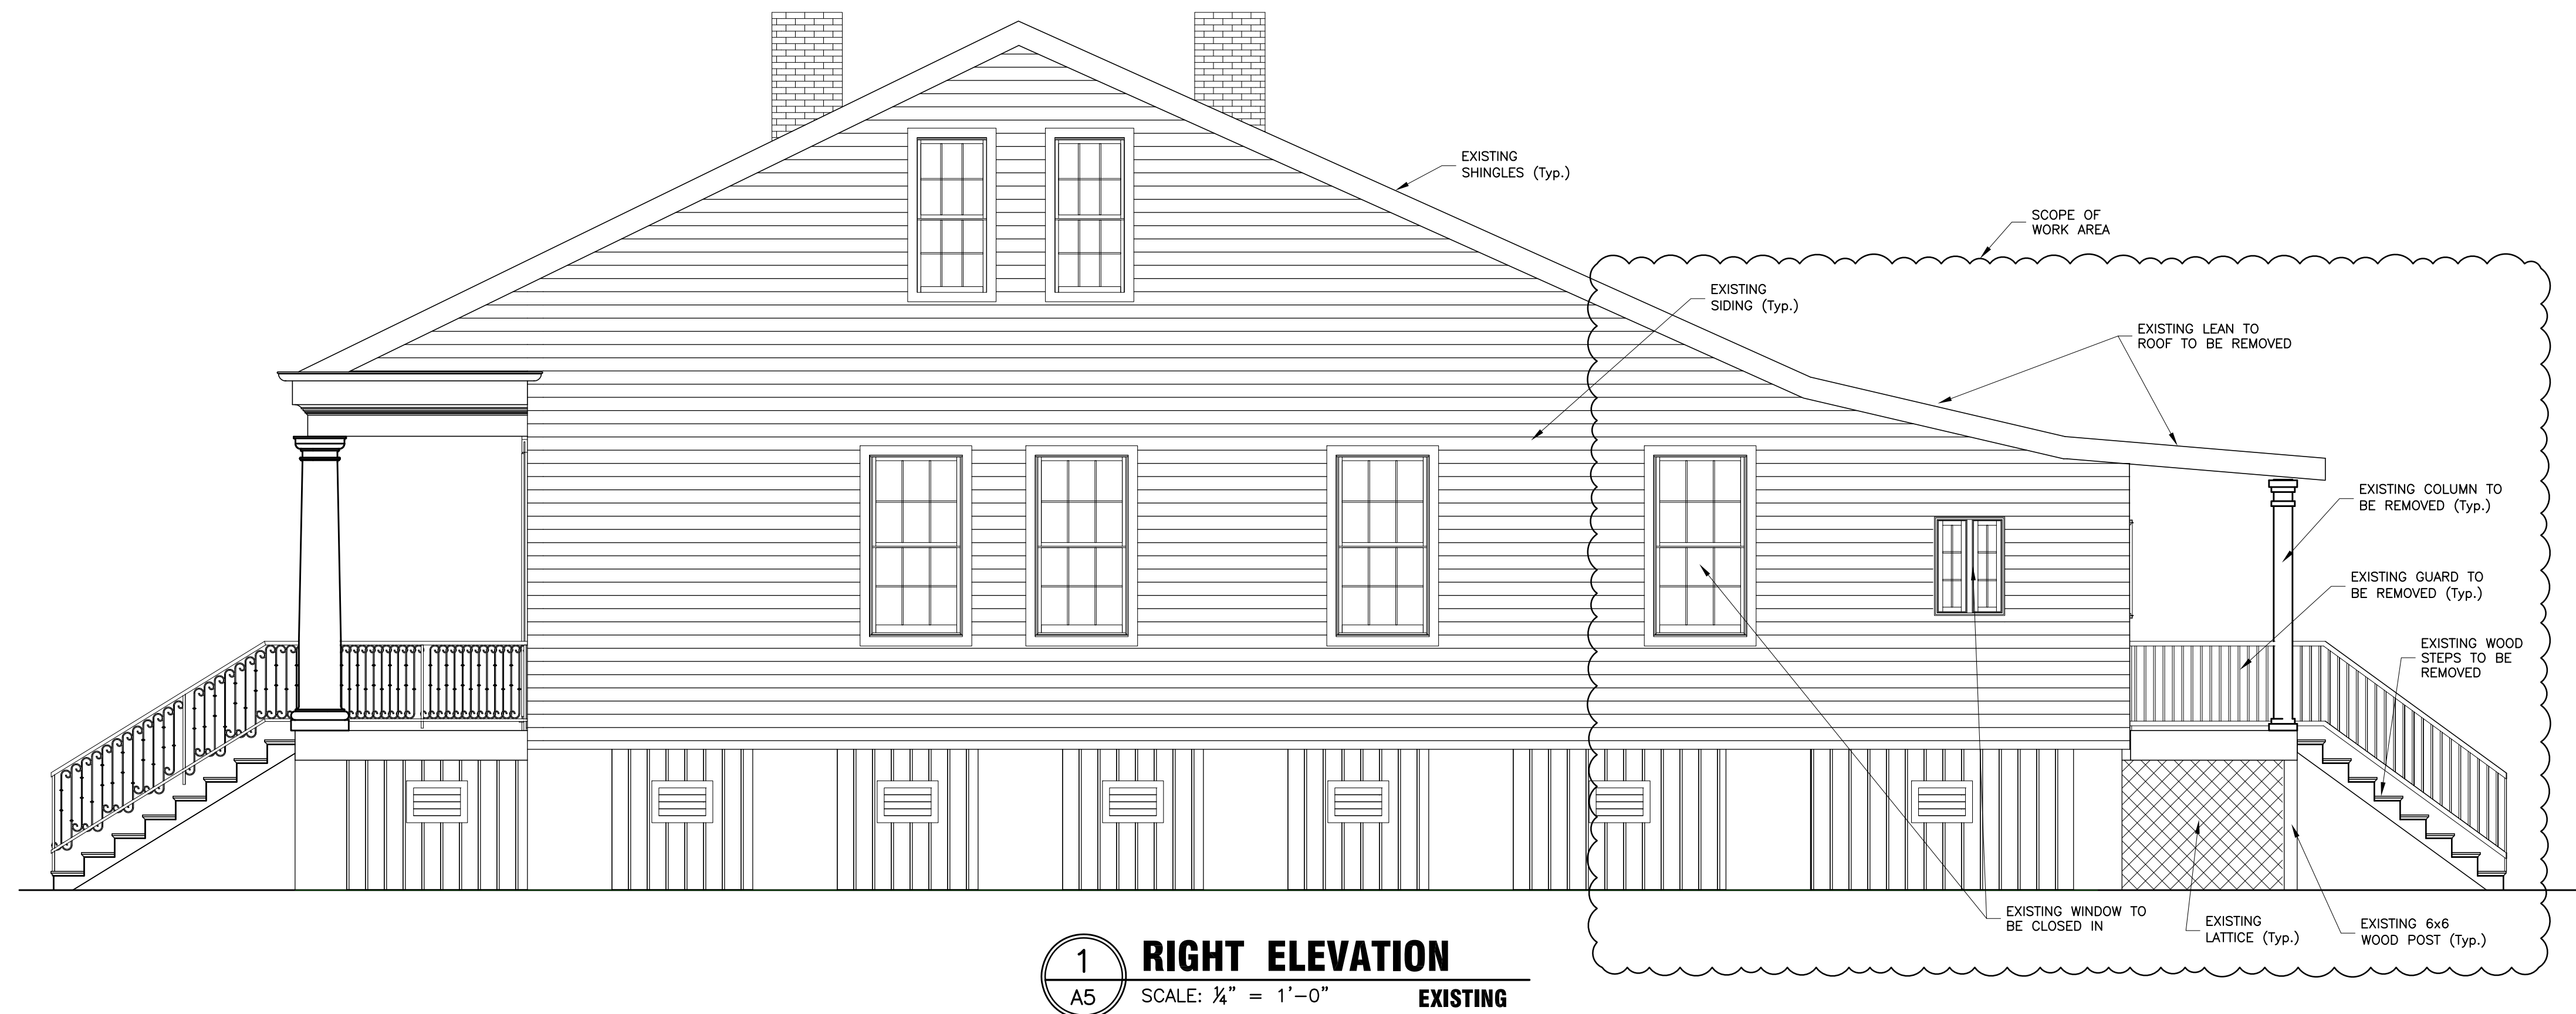 EXISTING
SHINGLES (Typ.)
SCOPE OF
WORK AREA
EXISTING
SIDING (Typ.)
EXISTING LEAN TO
ROOF TO BE REMOVED
EXISTING COLUMN TO
BE REMOVED (Typ.)
EXISTING GUARD TO
BE REMOVED (Typ.)
EXISTING WOOD
STEPS TO BE
REMOVED
EXISTING WINDOW TO
BE CLOSED IN
EXISTING
LATTICE (Typ.)
EXISTING 6x6
WOOD POST (Typ.)
1
A5
RIGHT ELEVATION
SCALE: ¼" = 1'-0"
EXISTING